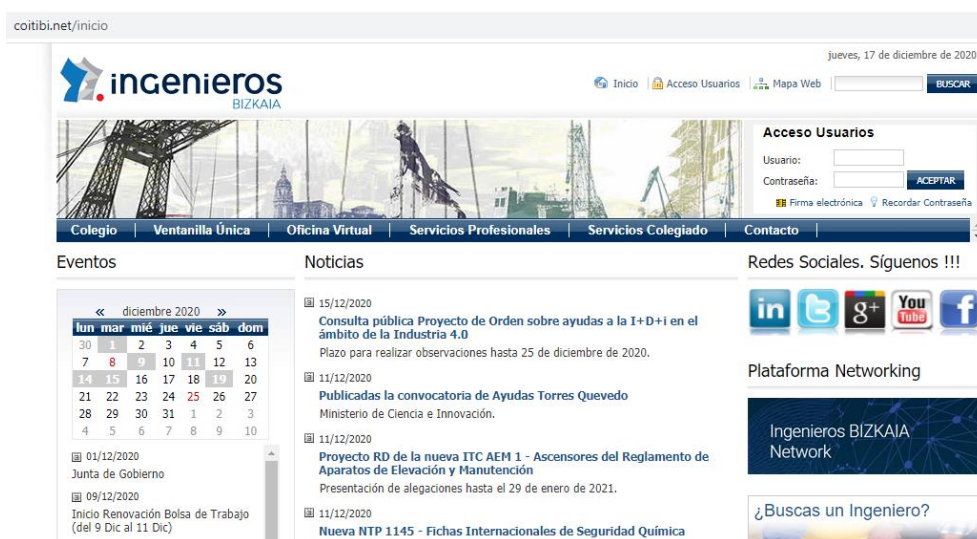 coitibi.net/inicio
jueves, 17 de diciembre de 2020
ingenieros
BIZKAIA
Inicio | Acceso Usuarios | Mapa Web | BUSCAR
Acceso Usuarios
Usuario:
Contraseña: ACEPTAR
Firma electrónica Recordar Contraseña
Colegio | Ventanilla Única | Oficina Virtual | Servicios Profesionales | Servicios Colegiado | Contacto |
Eventos
« diciembre 2020 »
lun mar mié jue vie sáb dom
30 1 2 3 4 5 6
7 8 9 10 11 12 13
14 15 16 17 18 19 20
21 22 23 24 25 26 27
28 29 30 31 1 2 3
4 5 6 7 8 9 10
01/12/2020
Junta de Gobierno
09/12/2020
Inicio Renovación Bolsa de Trabajo
(del 9 Dic al 11 Dic)
Noticias
15/12/2020
Consulta pública Proyecto de Orden sobre ayudas a la I+D+i en el
ámbito de la Industria 4.0
Plazo para realizar observaciones hasta 25 de diciembre de 2020.
11/12/2020
Publicadas la convocatoria de Ayudas Torres Quevedo
Ministerio de Ciencia e Innovación.
11/12/2020
Proyecto RD de la nueva ITC AEM 1 - Ascensores del Reglamento de
Aparatos de Elevación y Manutención
Presentación de alegaciones hasta el 29 de enero de 2021.
11/12/2020
Nueva NTP 1145 - Fichas Internacionales de Seguridad Química
Redes Sociales. Síguenos !!!
in g+ You Tube f
Plataforma Networking
Ingenieros BIZKAIA
Network
¿Buscas un Ingeniero?